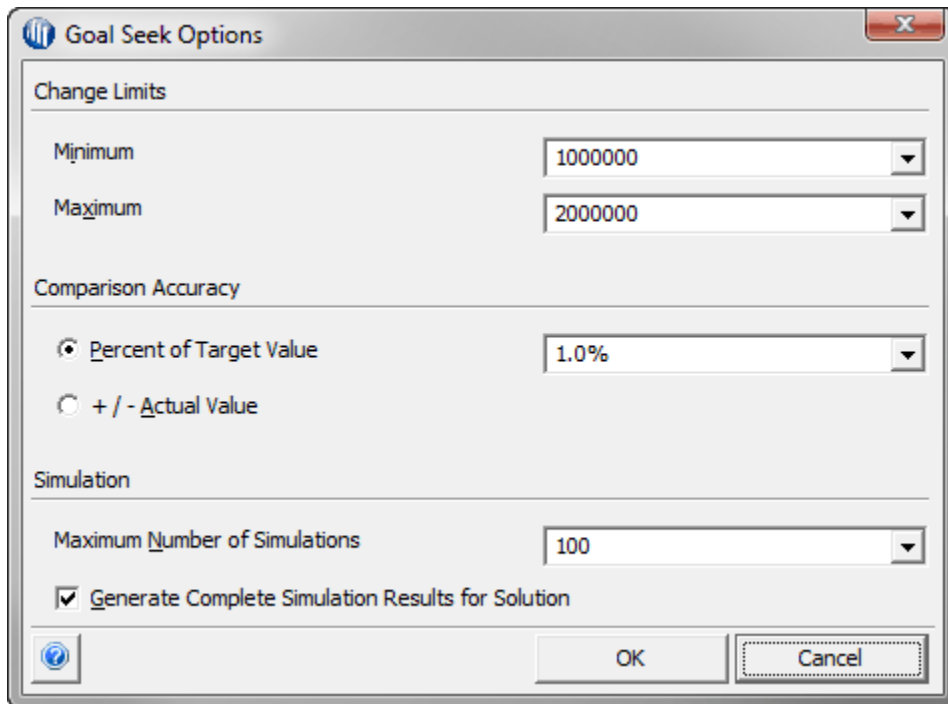 Goal Seek Options
Change Limits
Minimum 1000000
Maximum 2000000
Comparison Accuracy
Percent of Target Value 1.0%
+ / - Actual Value
Simulation
Maximum Number of Simulations 100
Generate Complete Simulation Results for Solution
OK Cancel